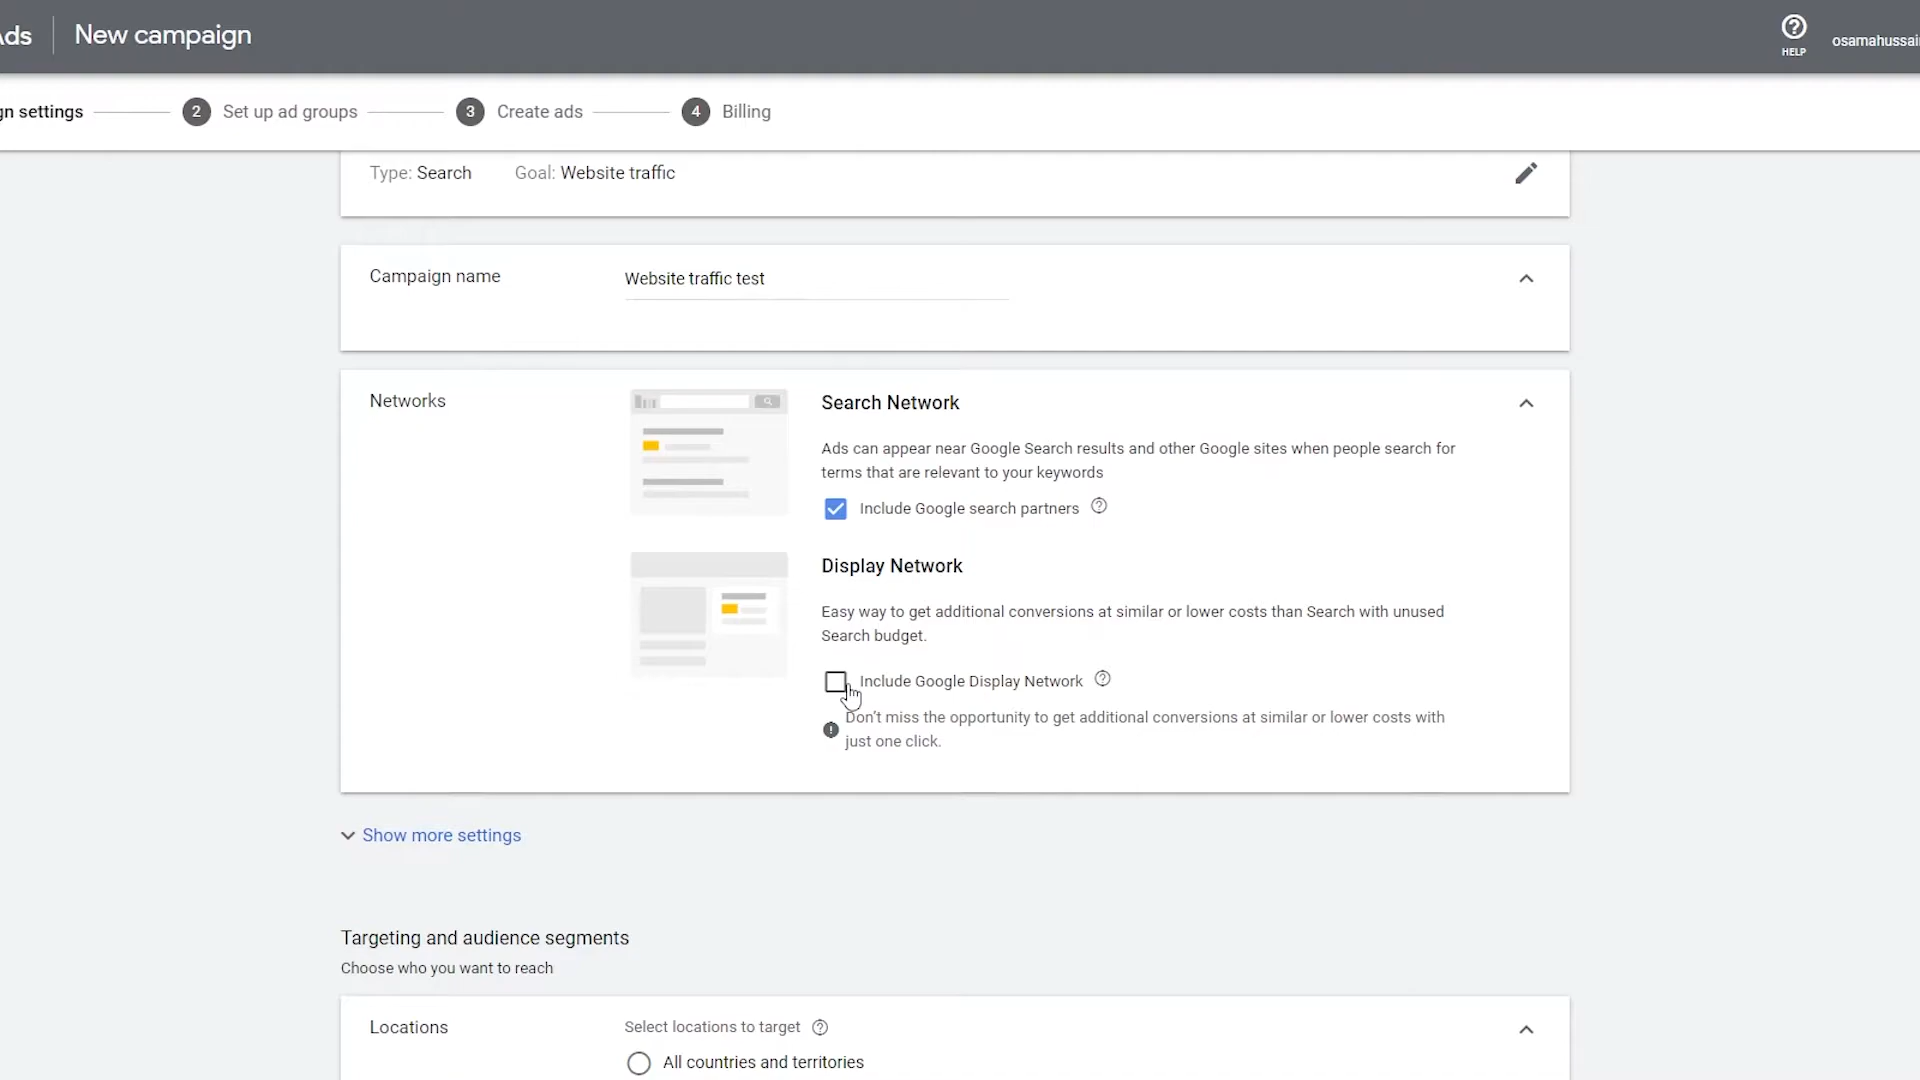 Ads
New campaign
HELP
osamahussai
gn settings
2
Set up ad groups
3
Create ads
4
Billing
Type: Search
Goal: Website traffic
Campaign name
Website traffic test
Networks
Search Network
Ads can appear near Google Search results and other Google sites when people search for
terms that are relevant to your keywords
Include Google search partners
Display Network
Easy way to get additional conversions at similar or lower costs than Search with unused
Search budget.
Include Google Display Network
Don't miss the opportunity to get additional conversions at similar or lower costs with
just one click.
Show more settings
Targeting and audience segments
Choose who you want to reach
Locations
Select locations to target
All countries and territories